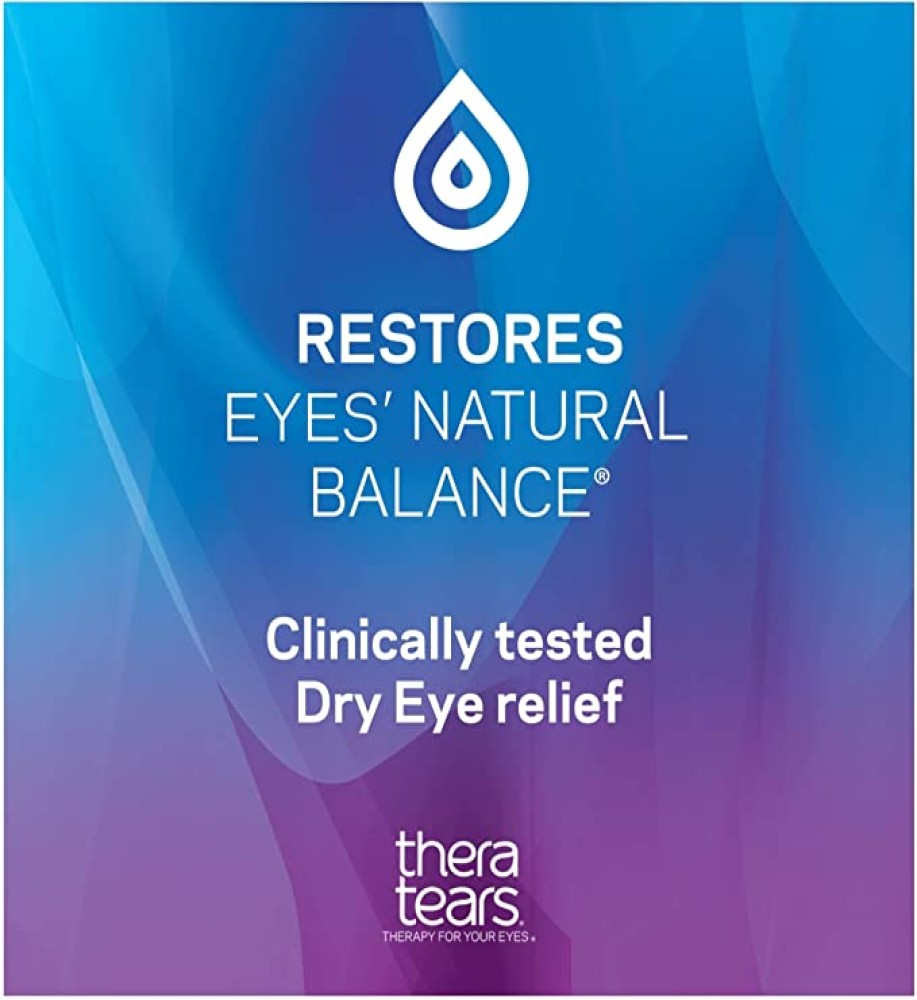 RESTORES
EYES’ NATURAL
BALANCE®
Clinically tested
Dry Eye relief
thera
tears®
THERAPY FOR YOUR EYES®